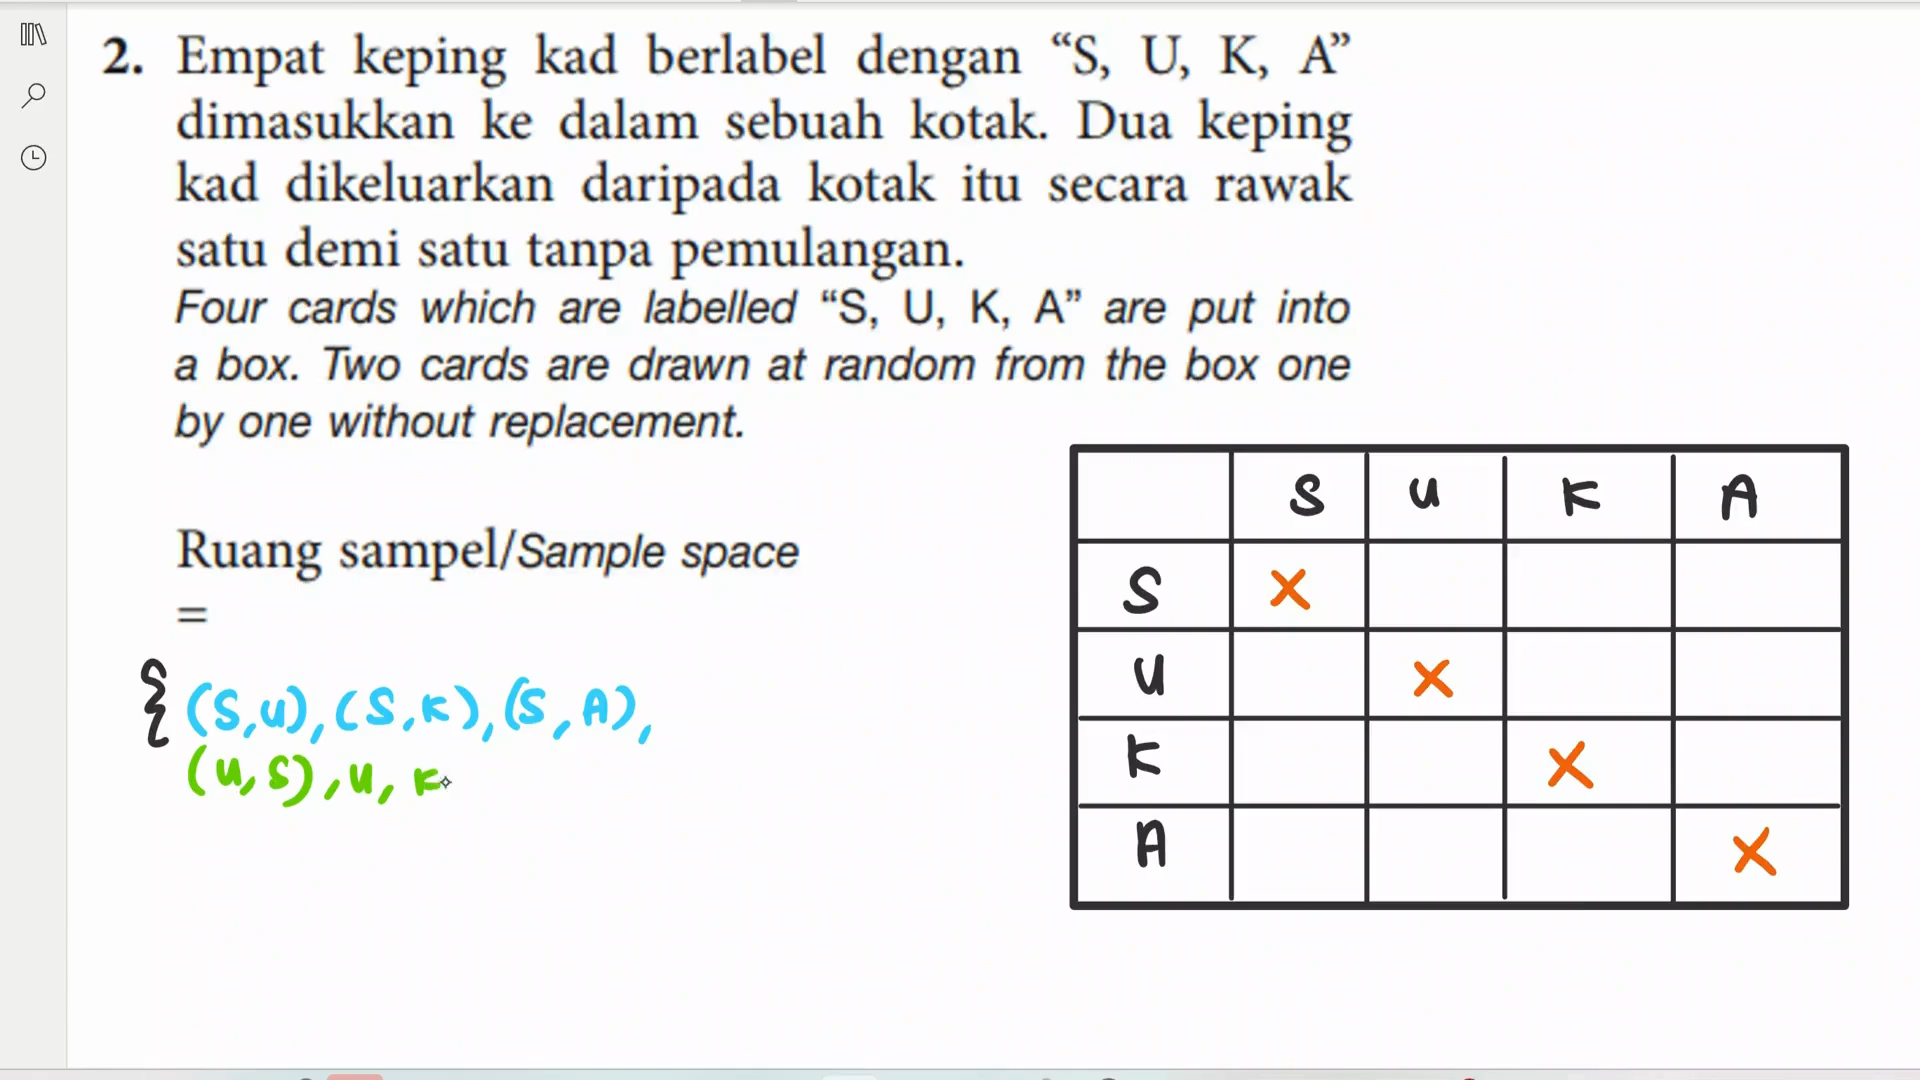 2. Empat keping kad berlabel dengan “S, U, K, A”
dimasukkan ke dalam sebuah kotak. Dua keping
kad dikeluarkan daripada kotak itu secara rawak
satu demi satu tanpa pemulangan.
Four cards which are labelled “S, U, K, A” are put into
a box. Two cards are drawn at random from the box one
by one without replacement.
Ruang sampel/Sample space
=
{ (S,U), (S,K), (S,A),
(U,S), U, K
S U K A
S X
U X
K X
A X